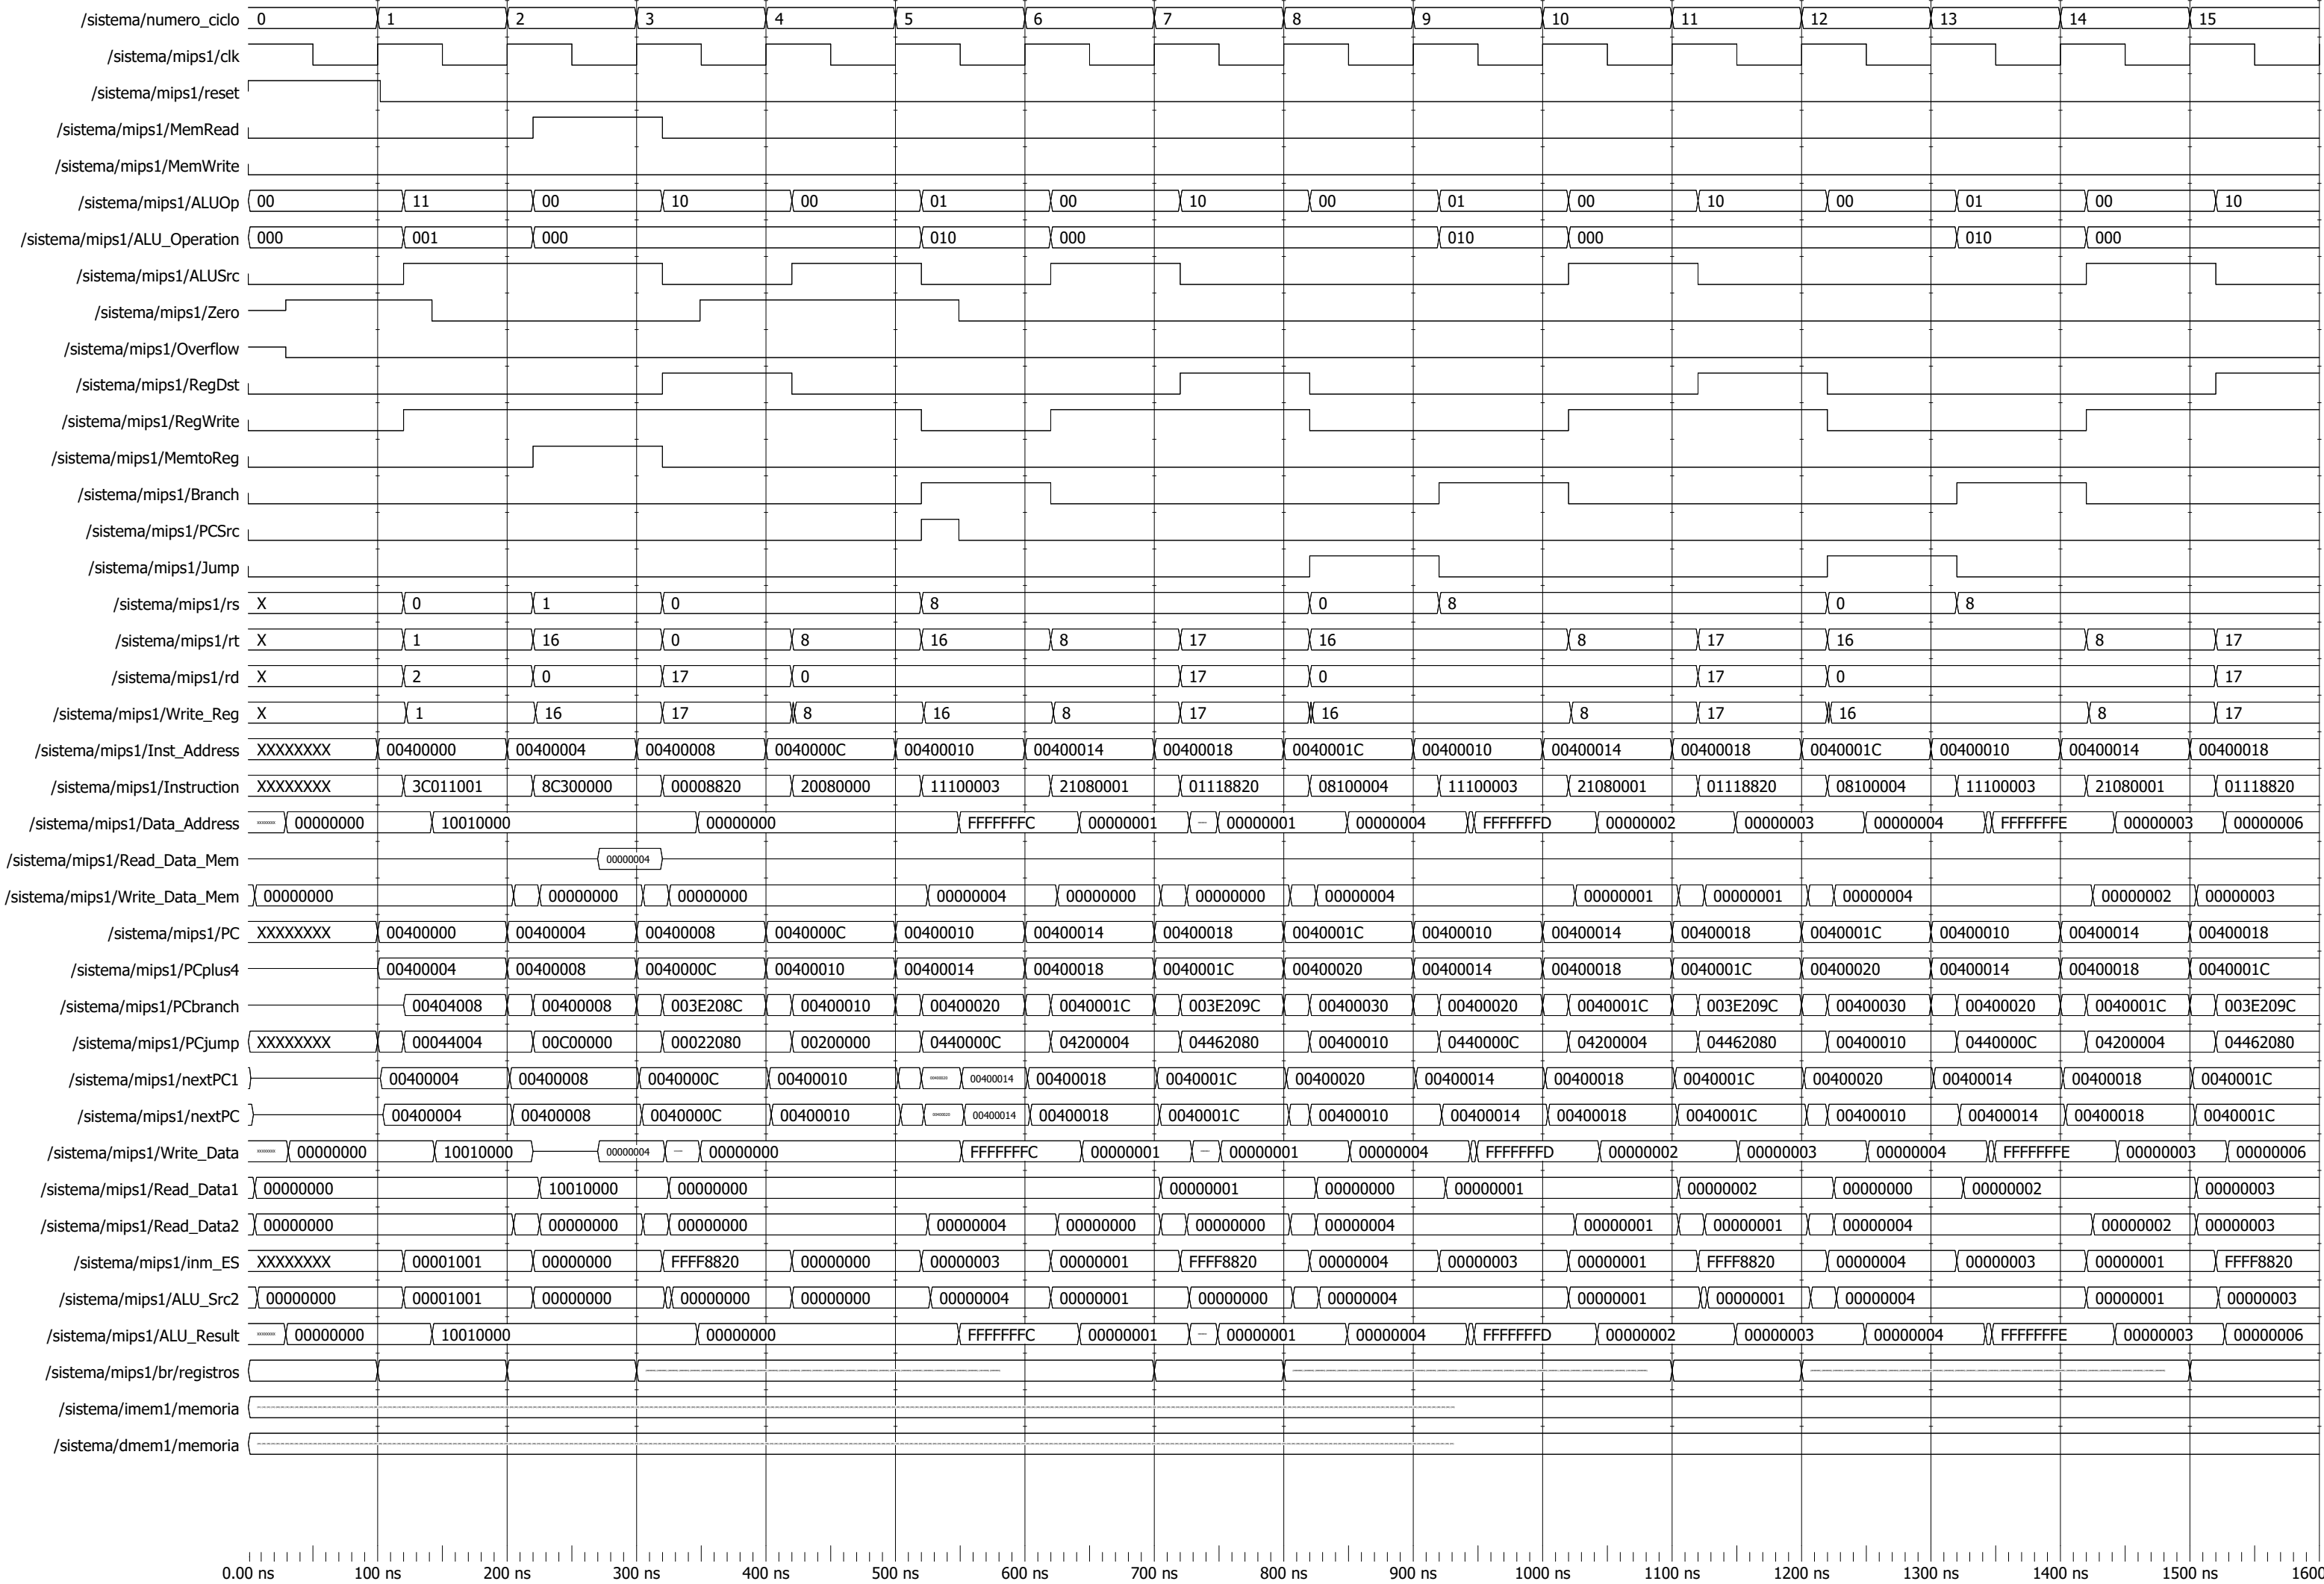 /sistema/numero_ciclo 0 1 2 3 4 5 6 7 8 9 10 11 12 13 14 15
/sistema/mips1/clk
/sistema/mips1/reset
/sistema/mips1/MemRead
/sistema/mips1/MemWrite
/sistema/mips1/ALUOp 00 11 00 10 00 01 00 10 00 01 00 10 00 01 00 10
/sistema/mips1/ALU_Operation 000 001 000 010 000 010 000 010 000
/sistema/mips1/ALUSrc
/sistema/mips1/Zero
/sistema/mips1/Overflow
/sistema/mips1/RegDst
/sistema/mips1/RegWrite
/sistema/mips1/MemtoReg
/sistema/mips1/Branch
/sistema/mips1/PCSrc
/sistema/mips1/Jump
/sistema/mips1/rs X 0 1 0 8 0 8 0 8
/sistema/mips1/rt X 1 16 0 8 16 8 17 16 8 17 16 8 17
/sistema/mips1/rd X 2 0 17 0 17 0 17 0 17
/sistema/mips1/Write_Reg X 1 16 17 8 16 8 17 16 8 17 16 8 17
/sistema/mips1/Inst_Address XXXXXXXX 00400000 00400004 00400008 0040000C 00400010 00400014 00400018 0040001C 00400010 00400014 00400018 0040001C 00400010 00400014 00400018
/sistema/mips1/Instruction XXXXXXXX 3C011001 8C300000 00008820 20080000 11100003 21080001 01118820 08100004 11100003 21080001 01118820 08100004 11100003 21080001 01118820
/sistema/mips1/Data_Address 00000000 10010000 00000000 FFFFFFFC 00000001 00000001 00000004 FFFFFFFD 00000002 00000003 00000004 FFFFFFFE 00000003 00000006
/sistema/mips1/Read_Data_Mem 00000004
/sistema/mips1/Write_Data_Mem 00000000 00000000 00000000 00000004 00000000 00000000 00000004 00000001 00000001 00000004 00000002 00000003
/sistema/mips1/PC XXXXXXXX 00400000 00400004 00400008 0040000C 00400010 00400014 00400018 0040001C 00400010 00400014 00400018 0040001C 00400010 00400014 00400018
/sistema/mips1/PCplus4 00400004 00400008 0040000C 00400010 00400014 00400018 0040001C 00400020 00400014 00400018 0040001C 00400020 00400014 00400018 0040001C
/sistema/mips1/PCbranch 00404008 00400008 003E208C 00400010 00400020 0040001C 003E209C 00400030 00400020 0040001C 003E209C 00400030 00400020 0040001C 003E209C
/sistema/mips1/PCjump XXXXXXXX 00044004 00C00000 00022080 00200000 0440000C 04200004 04462080 00400010 0440000C 04200004 04462080 00400010 0440000C 04200004 04462080
/sistema/mips1/nextPC1 00400004 00400008 0040000C 00400010 00400014 00400018 0040001C 00400020 00400014 00400018 0040001C 00400020 00400014 00400018 0040001C
/sistema/mips1/nextPC 00400004 00400008 0040000C 00400010 00400014 00400018 0040001C 00400010 00400014 00400018 0040001C 00400010 00400014 00400018 0040001C
/sistema/mips1/Write_Data 00000000 10010000 00000004 00000000 FFFFFFFC 00000001 00000001 00000004 FFFFFFFD 00000002 00000003 00000004 FFFFFFFE 00000003 00000006
/sistema/mips1/Read_Data1 00000000 10010000 00000000 00000001 00000000 00000001 00000002 00000000 00000002 00000003
/sistema/mips1/Read_Data2 00000000 00000000 00000000 00000004 00000000 00000000 00000004 00000001 00000001 00000004 00000002 00000003
/sistema/mips1/inm_ES XXXXXXXX 00001001 00000000 FFFF8820 00000000 00000003 00000001 FFFF8820 00000004 00000003 00000001 FFFF8820 00000004 00000003 00000001 FFFF8820
/sistema/mips1/ALU_Src2 00000000 00001001 00000000 00000000 00000000 00000004 00000001 00000000 00000004 00000001 00000001 00000004 00000001 00000003
/sistema/mips1/ALU_Result 00000000 10010000 00000000 FFFFFFFC 00000001 00000001 00000004 FFFFFFFD 00000002 00000003 00000004 FFFFFFFE 00000003 00000006
/sistema/mips1/br/registros
/sistema/imem1/memoria
/sistema/dmem1/memoria
0.00 ns 100 ns 200 ns 300 ns 400 ns 500 ns 600 ns 700 ns 800 ns 900 ns 1000 ns 1100 ns 1200 ns 1300 ns 1400 ns 1500 ns 1600